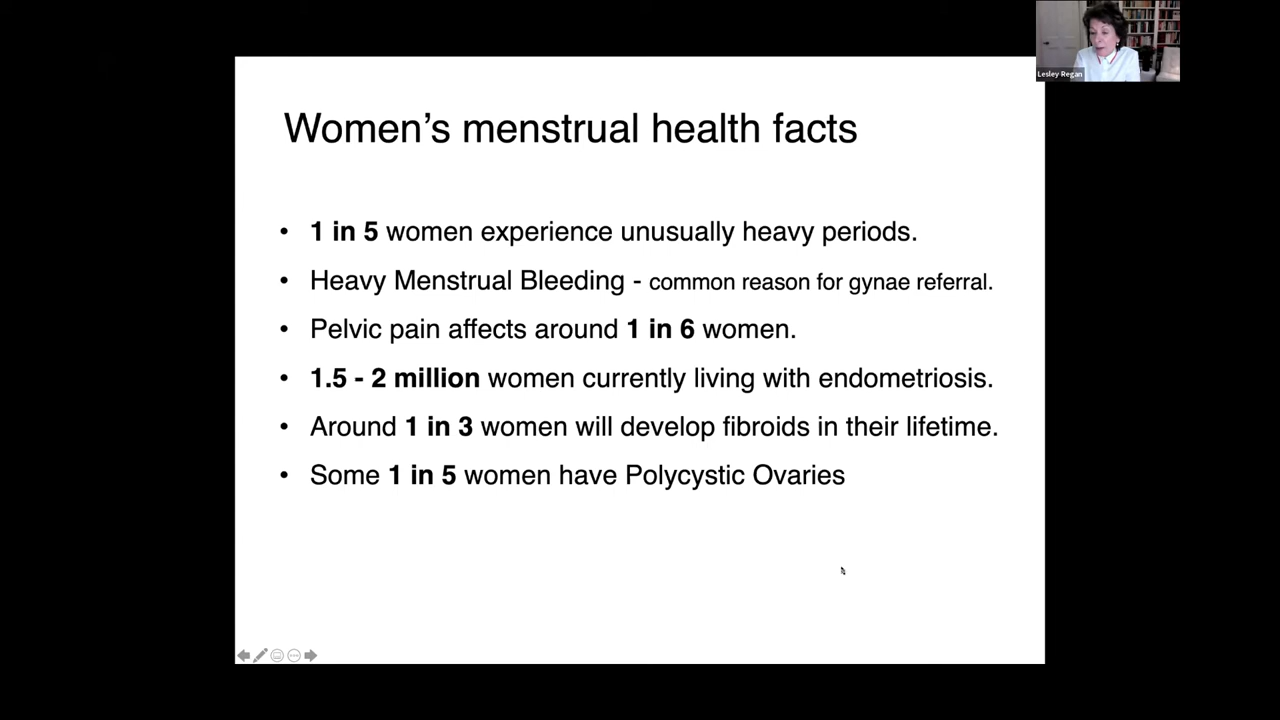 Lesley Regan
Women's menstrual health facts
• 1 in 5 women experience unusually heavy periods.
• Heavy Menstrual Bleeding - common reason for gynae referral.
• Pelvic pain affects around 1 in 6 women.
• 1.5 - 2 million women currently living with endometriosis.
• Around 1 in 3 women will develop fibroids in their lifetime.
• Some 1 in 5 women have Polycystic Ovaries